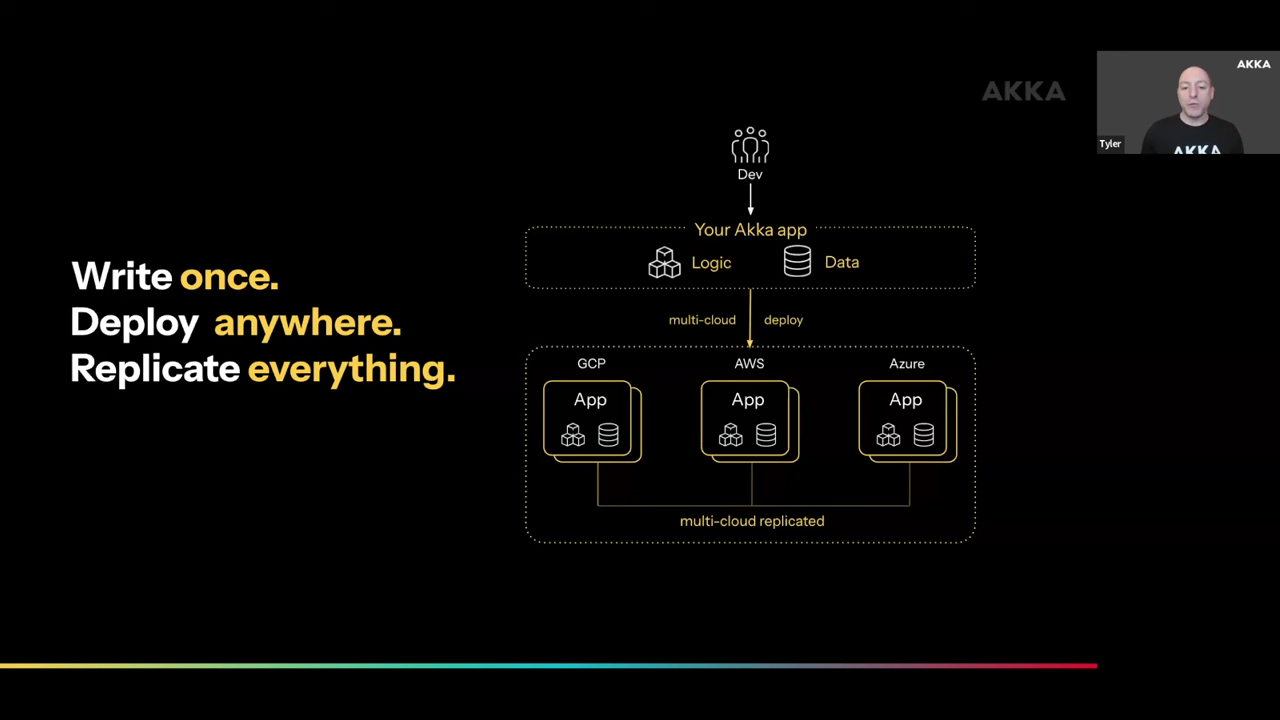 Write once.
Deploy anywhere.
Replicate everything.
AKKA
Dev
Your Akka app
Logic
Data
multi-cloud deploy
GCP
AWS
Azure
App
App
App
multi-cloud replicated
AKKA
AKKA
Tyler